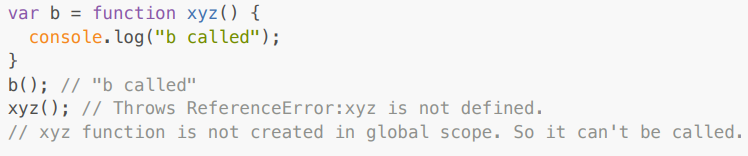 var b = function xyz() {
  console.log("b called");
}
b(); // "b called"
xyz(); // Throws ReferenceError:xyz is not defined.
// xyz function is not created in global scope. So it can't be called.